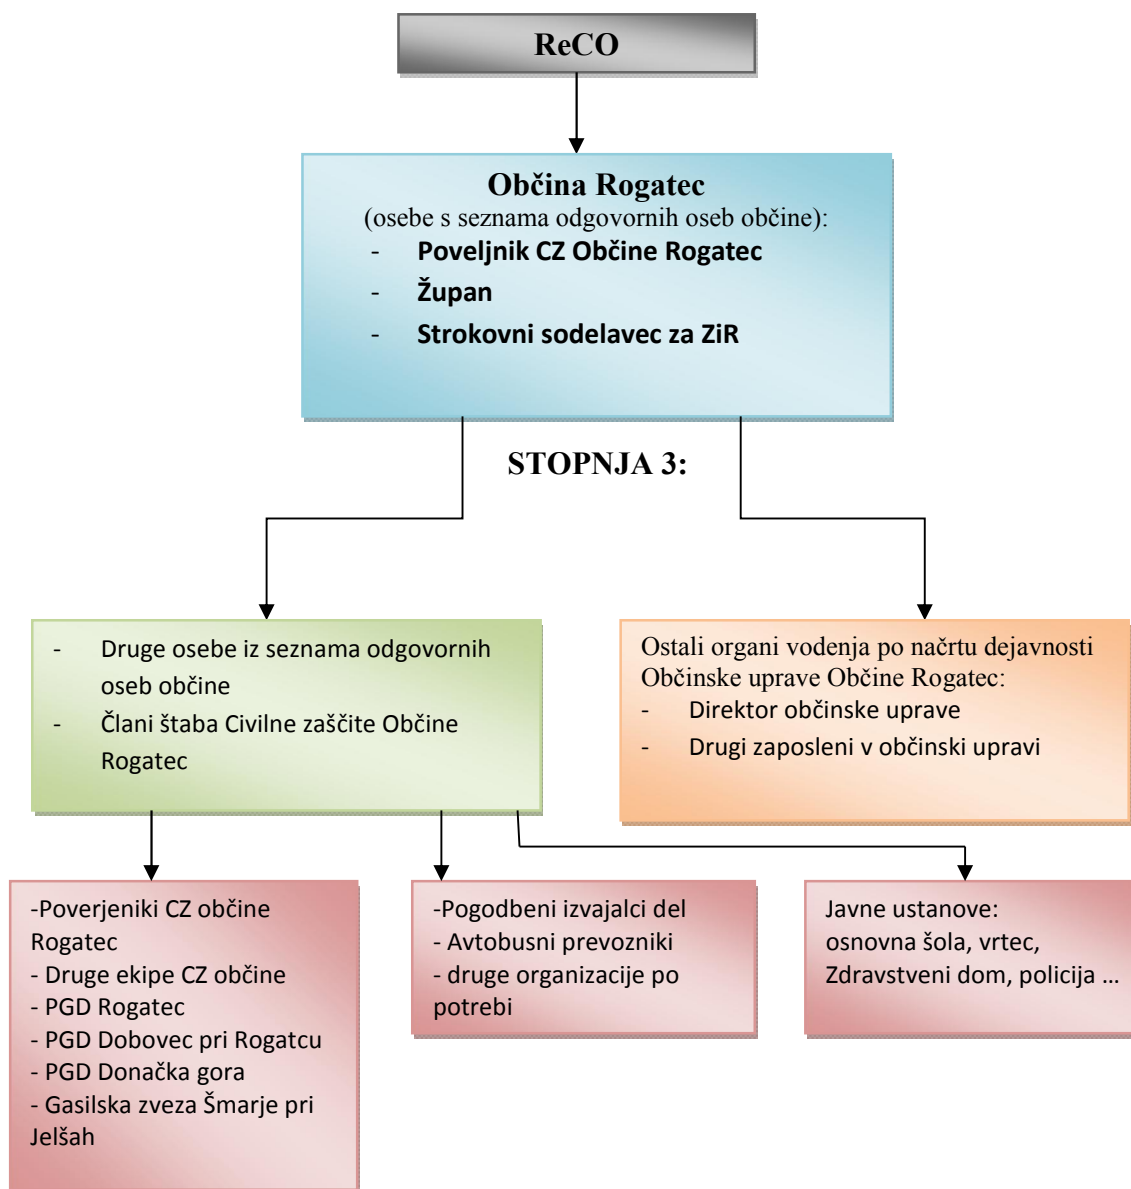 ReCO
Občina Rogatec
(osebe s seznama odgovornih oseb občine):
- Poveljnik CZ Občine Rogatec
- Župan
- Strokovni sodelavec za ZiR
STOPNJA 3:
- Druge osebe iz seznama odgovornih
oseb občine
- Člani štaba Civilne zaščite Občine
Rogatec
Ostali organi vodenja po načrtu dejavnosti
Občinske uprave Občine Rogatec:
- Direktor občinske uprave
- Drugi zaposleni v občinski upravi
-Poverjeniki CZ občine
Rogatec
- Druge ekipe CZ občine
- PGD Rogatec
- PGD Dobovec pri Rogatcu
- PGD Donačka gora
- Gasilska zveza Šmarje pri
Jelšah
-Pogodbeni izvajalci del
- Avtobusni prevozniki
- druge organizacije po
potrebi
Javne ustanove:
osnovna šola, vrtec,
Zdravstveni dom, policija ...